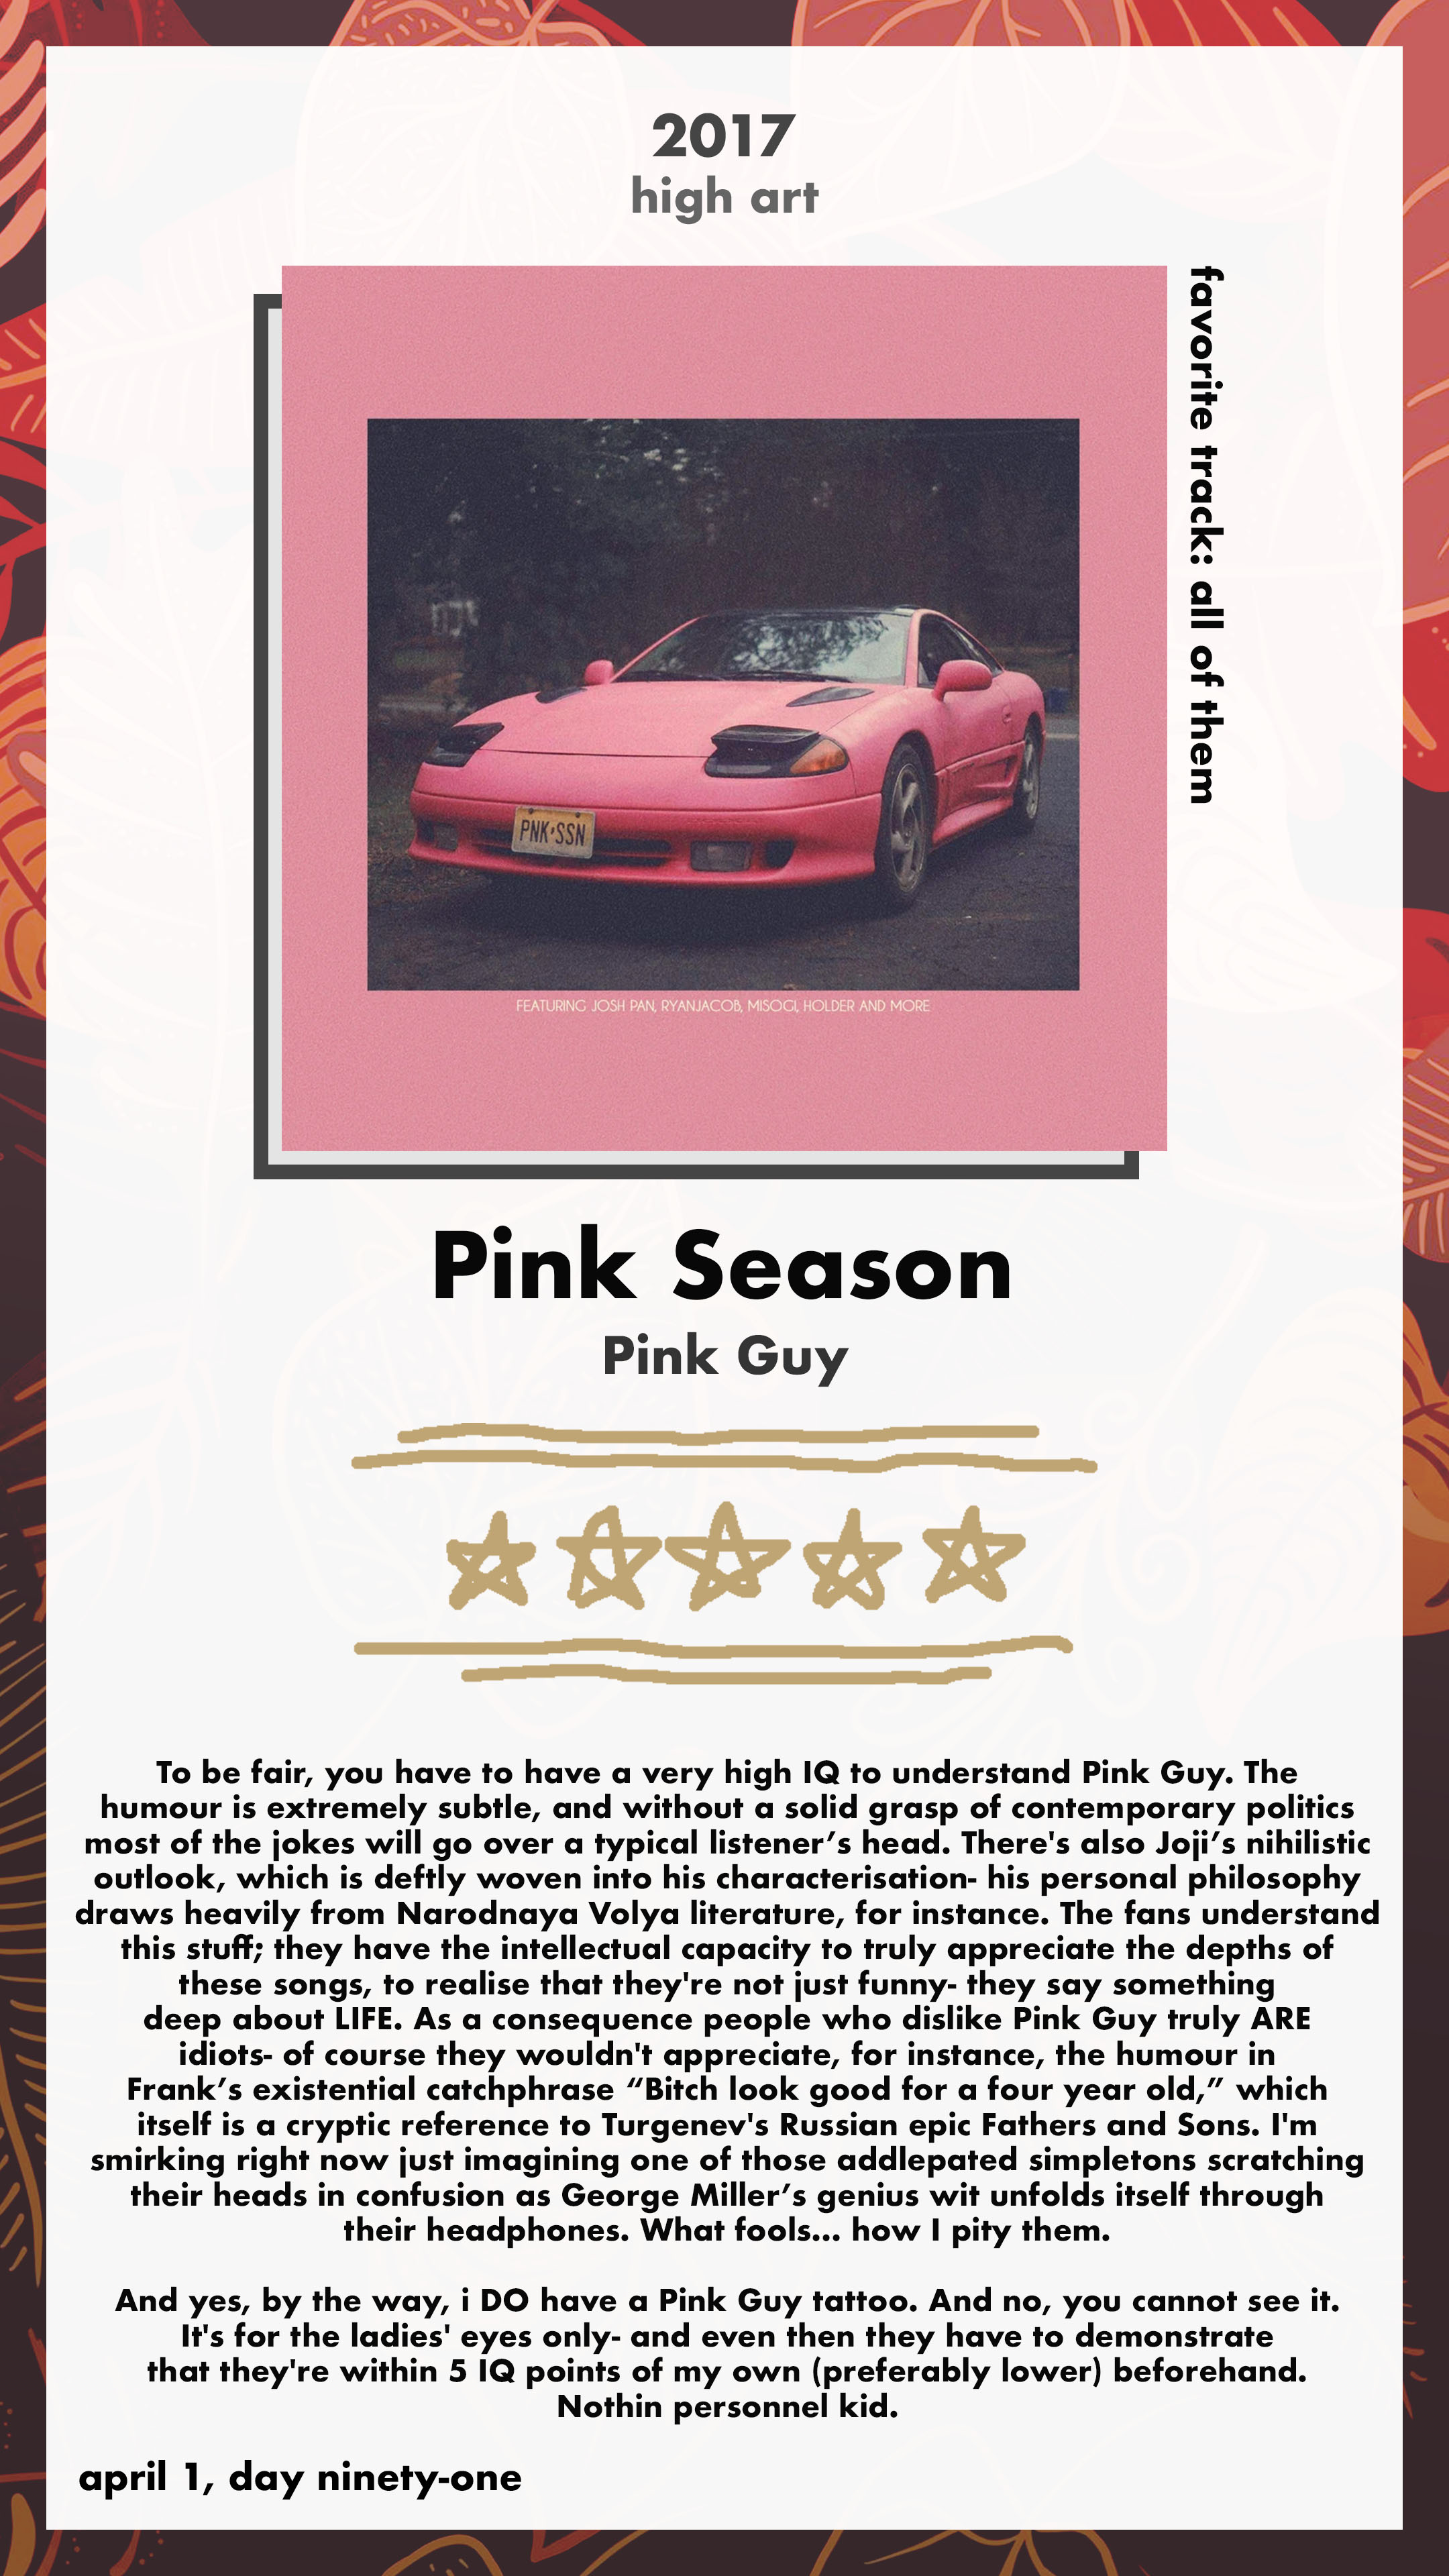 2017
high art
favorite track: all of them
PNK·SSN
FEATURING JOSH PAN, RYANJACOB, MISOGI, HOLDER AND MORE
Pink Season
Pink Guy
To be fair, you have to have a very high IQ to understand Pink Guy. The
humour is extremely subtle, and without a solid grasp of contemporary politics
most of the jokes will go over a typical listener’s head. There's also Joji’s nihilistic
outlook, which is deftly woven into his characterisation- his personal philosophy
draws heavily from Narodnaya Volya literature, for instance. The fans understand
this stuff; they have the intellectual capacity to truly appreciate the depths of
these songs, to realise that they're not just funny- they say something
deep about LIFE. As a consequence people who dislike Pink Guy truly ARE
idiots- of course they wouldn't appreciate, for instance, the humour in
Frank’s existential catchphrase “Bitch look good for a four year old,” which
itself is a cryptic reference to Turgenev's Russian epic Fathers and Sons. I'm
smirking right now just imagining one of those addlepated simpletons scratching
their heads in confusion as George Miller’s genius wit unfolds itself through
their headphones. What fools... how I pity them.
And yes, by the way, i DO have a Pink Guy tattoo. And no, you cannot see it.
It's for the ladies' eyes only- and even then they have to demonstrate
that they're within 5 IQ points of my own (preferably lower) beforehand.
Nothin personnel kid.
april 1, day ninety-one